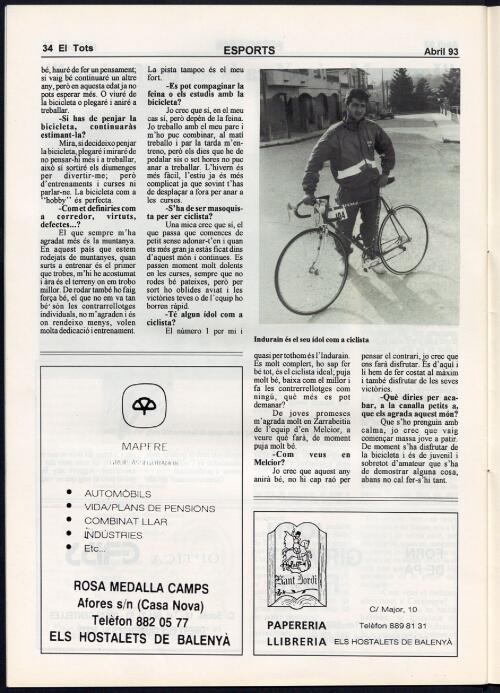 34 El Tots
ESPORTS
Abril 93
bé, hauré de fer un pensament;
si vaig bé continuaré un altre
any, però en aquesta edat ja no
pots esperar més. O viuré de
la bicicleta o plegaré i aniré a
treballar.
-Si has de penjar la
bicicleta, continuaràs
estimant-la?
Mira, si decideixo penjar
la bicicleta, plegaré i miraré de
no pensar-hi més i a treballar,
això sí sortiré els diumenges
per divertir-me; però
d'entrenaments i curses ni
parlar-ne. La bicicleta com a
"hobby" és perfecta.
-Com et definiries com
a corredor, virtuts,
defectes...?
El que sempre m'ha
agradat més és la muntanya.
En aquest país que estem
rodejats de muntanyes, quan
surts a entrenar és el primer
que trobes, m'hi he acostumat
i ara és el terreny on em trobo
millor. De rodar també ho faig
força bé, el que no em va tan
bé són les contrarrellotges
individuals, no m'agraden i és
on rendeixo menys, volen
molta dedicació i entrenament.
La pista tampoc és el meu
fort.
-Es pot compaginar la
feina o els estudis amb la
bicicleta?
Jo crec que sí, en el meu
cas sí, però depèn de la feina.
Jo treballo amb el meu pare i
m'ho puc combinar, al matí
treballo i par la tarda m'en-
treno, però els dies que he de
pedalar sis o set hores no puc
anar a treballar. L'hivern és
més fàcil, l'estiu ja és més
complicat ja que sovint t'has
de desplaçar a fora per anar a
les curses.
-S'ha de ser masoquis-
ta per ser ciclista?
Una mica crec que sí, el
que passa que comences de
petit sense adonar-t'en i quan
ets més gran ja estàs ficat dins
d'aquest món i continues. Es
passen moment molt dolents
en les curses, sempre que no
rodes bé pateixes, però per
sort ho oblides aviat i les
victòries teves o de l'equip ho
borren ràpid.
-Té algun ídol com a
ciclista?
El número 1 per mi i
Indurain és el seu ídol com a ciclista
quasi per tothom és l'Indurain.
Es molt complert, ho sap fer
bé tot, és el ciclista ideal; puja
molt bé, baixa com el millor i
fa les contrerrellotges com
ningú, què més es pot
demanar?
De joves promeses
m'agrada molt en Zarrabeitia
de l'equip d'en Melcior, a
veure què farà, de moment
puja molt bé.
-Com veus en
Melcior?
Jo crec que aquest any
anirà bé, no hi cap raó per
pensar el contrari, jo crec que
ens farà disfrutar. Es d'aquí i
li hem de fer costat al màxim
i també disfrutar de les seves
victòries.
-Què diries per aca-
bar, a la canalla petits a,
que els agrada aquest món?
Que s'ho prenguin amb
calma, jo crec que vaig
començar massa jove a patir.
De moment s'ha disfrutar de
la bicicleta i és de juvenil i
sobretot d'amateur que s'ha
de demostrar alguna cosa,
abans no cal fer-s'hi tant.
MAPFRE
GRUP ASSEGURADOR
• AUTOMÒBILS
• VIDA/PLANS DE PENSIONS
• COMBINAT LLAR
• INDÚSTRIES
• Etc...
ROSA MEDALLA CAMPS
Afores s/n (Casa Nova)
Telèfon 882 05 77
ELS HOSTALETS DE BALENYÀ
Sant Jordi
PAPERERIA
LLIBRERIA
C/ Major, 10
Telèfon 889 81 31
ELS HOSTALETS DE BALENYÀ